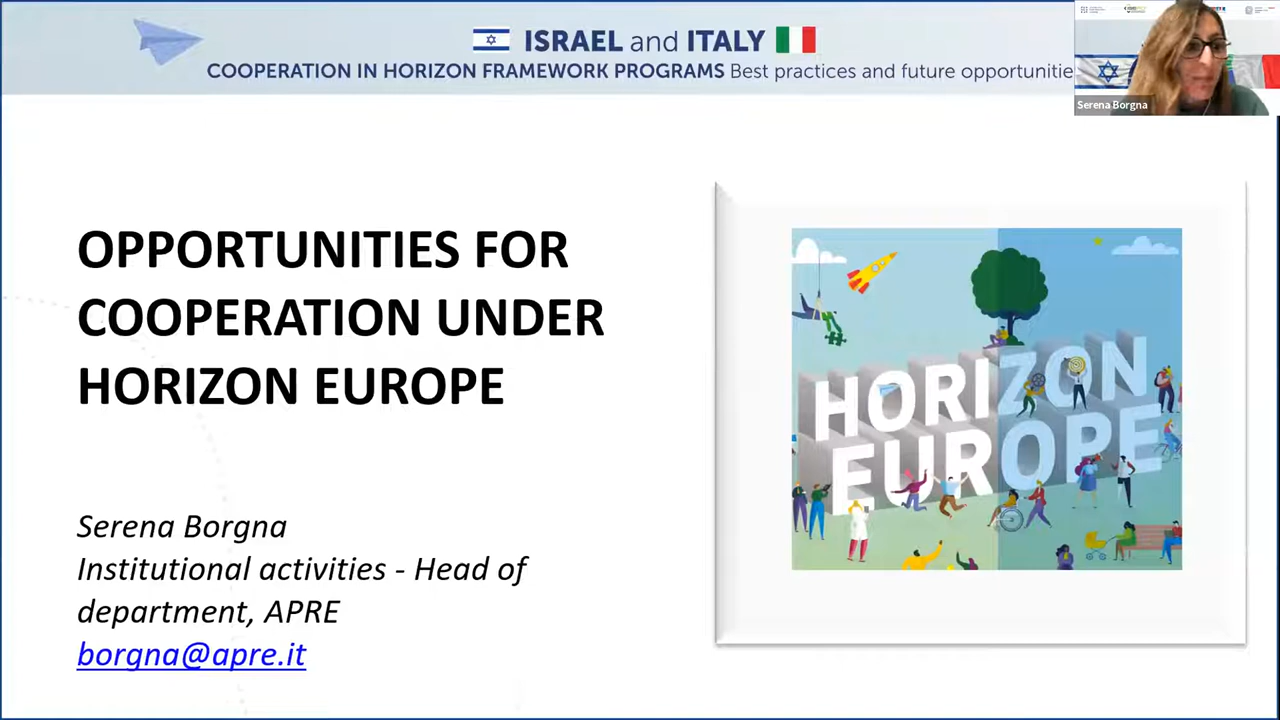 ISRAEL and ITALY
COOPERATION IN HORIZON FRAMEWORK PROGRAMS Best practices and future opportunitie
Serena Borgna
OPPORTUNITIES FOR
COOPERATION UNDER
HORIZON EUROPE
HORIZON
EUROPE
Serena Borgna
Institutional activities - Head of
department, APRE
borgna@apre.it